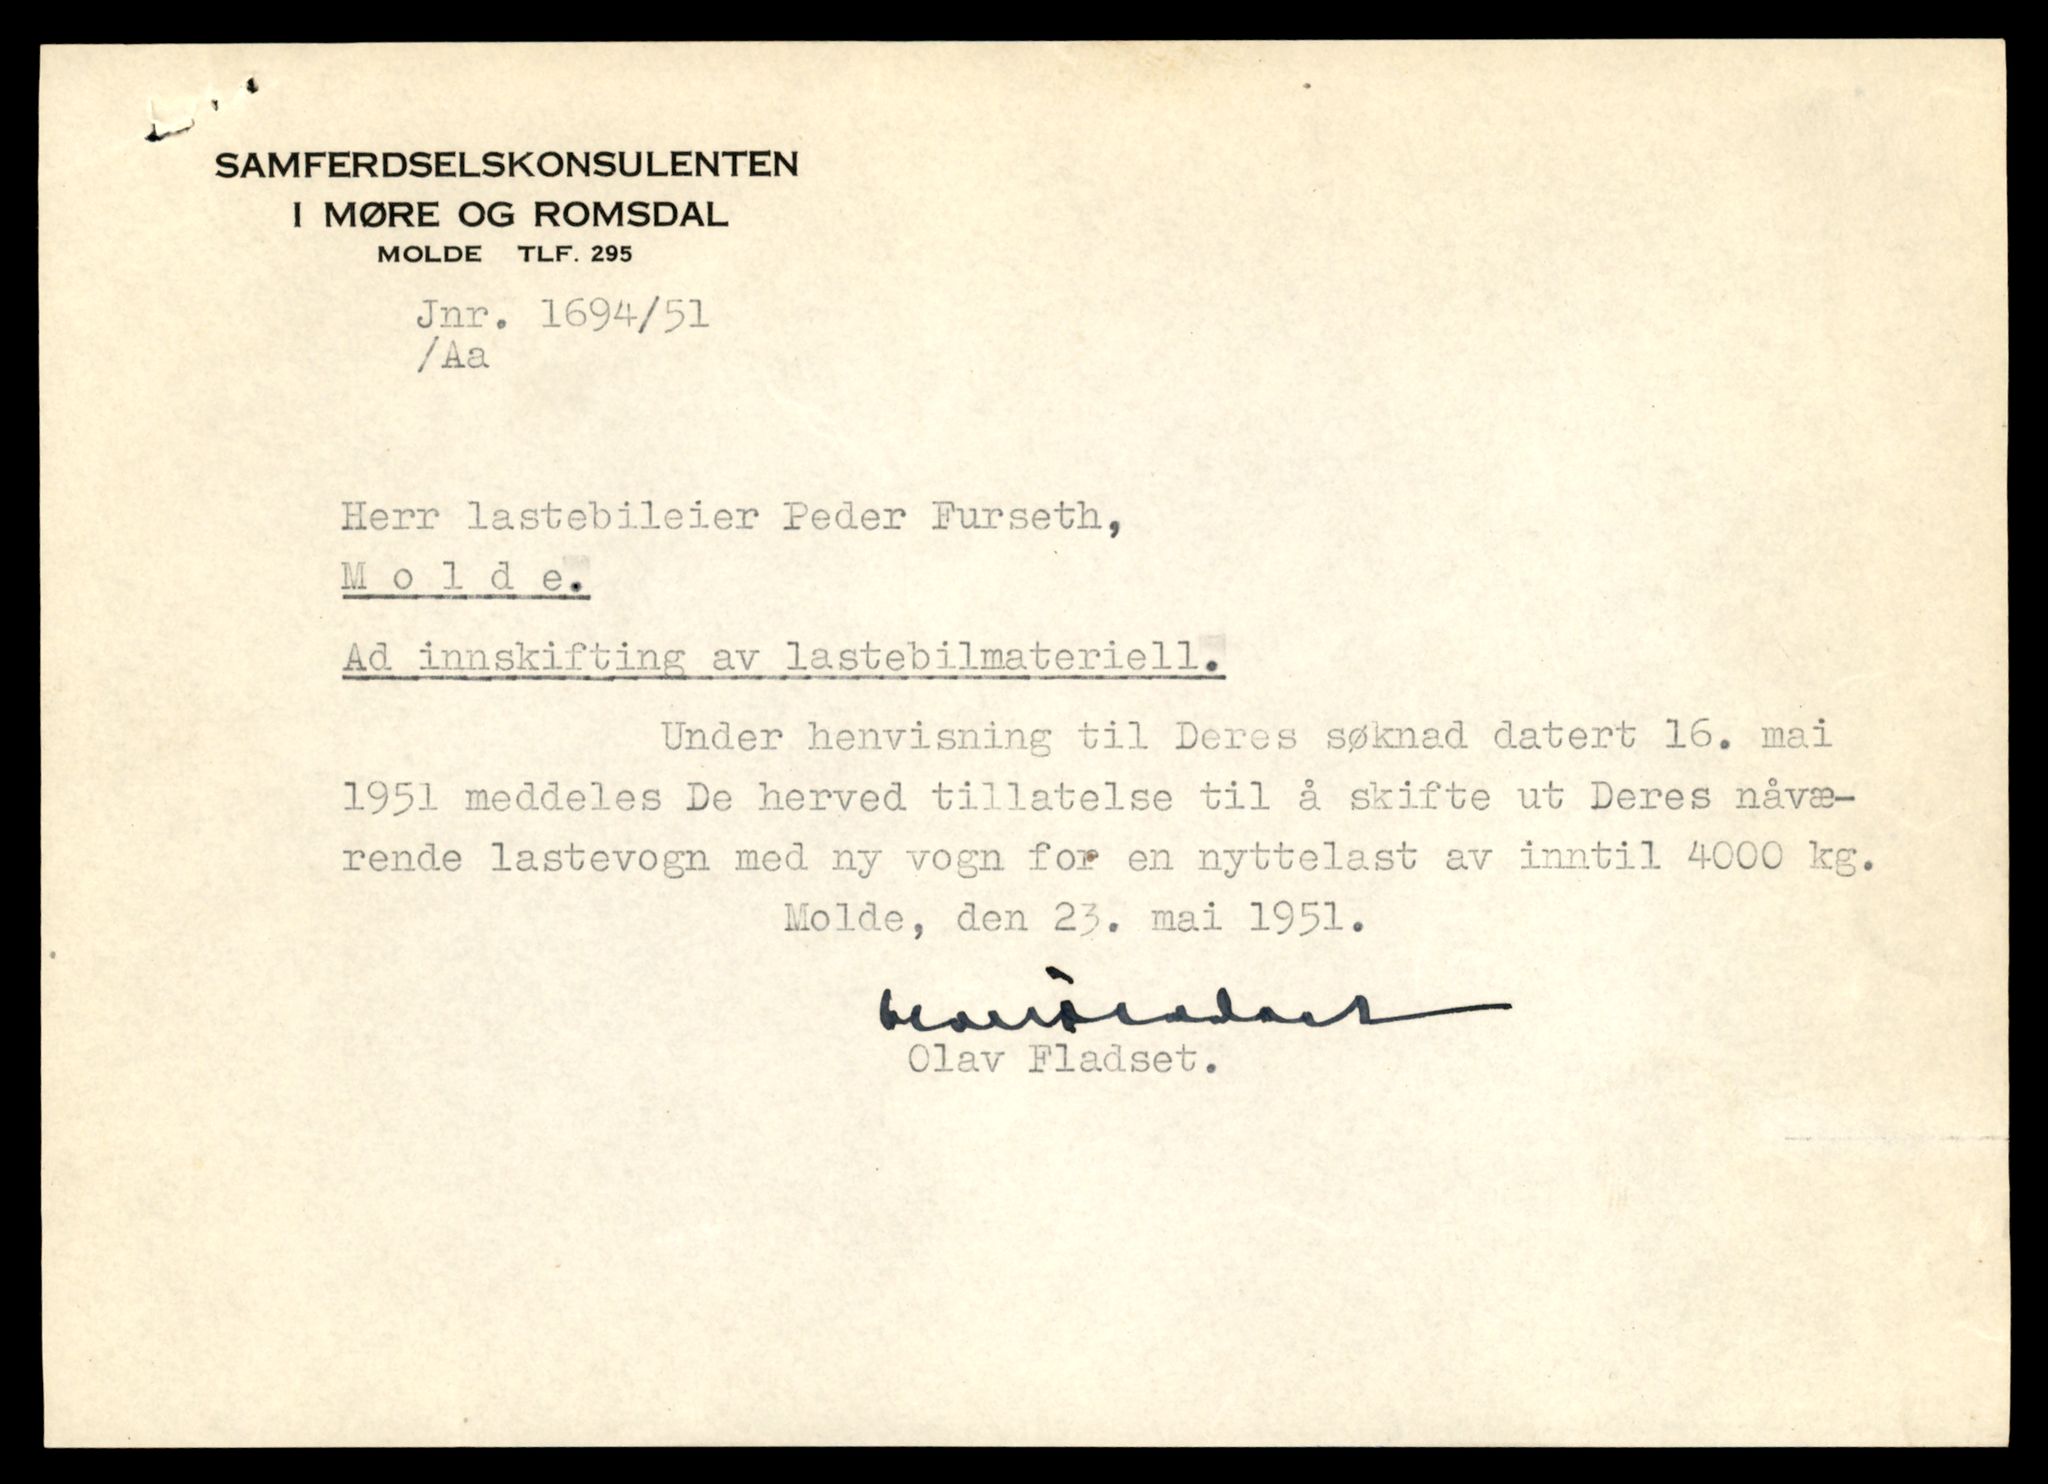 SAMFERDSELSKONSULENTEN
I MØRE OG ROMSDAL
MOLDE TLF. 295
Jnr. 1694/51
/Aa
Herr lastebileier Peder Furseth,
M o l d e.
Ad innskifting av lastebilmateriell.
Under henvisning til Deres søknad datert 16. mai
1951 meddeles De herved tillatelse til å skifte ut Deres nåvæ-
rende lastevogn med ny vogn for en nyttelast av inntil 4000 kg.
Molde, den 23. mai 1951.
Olav Fladset.